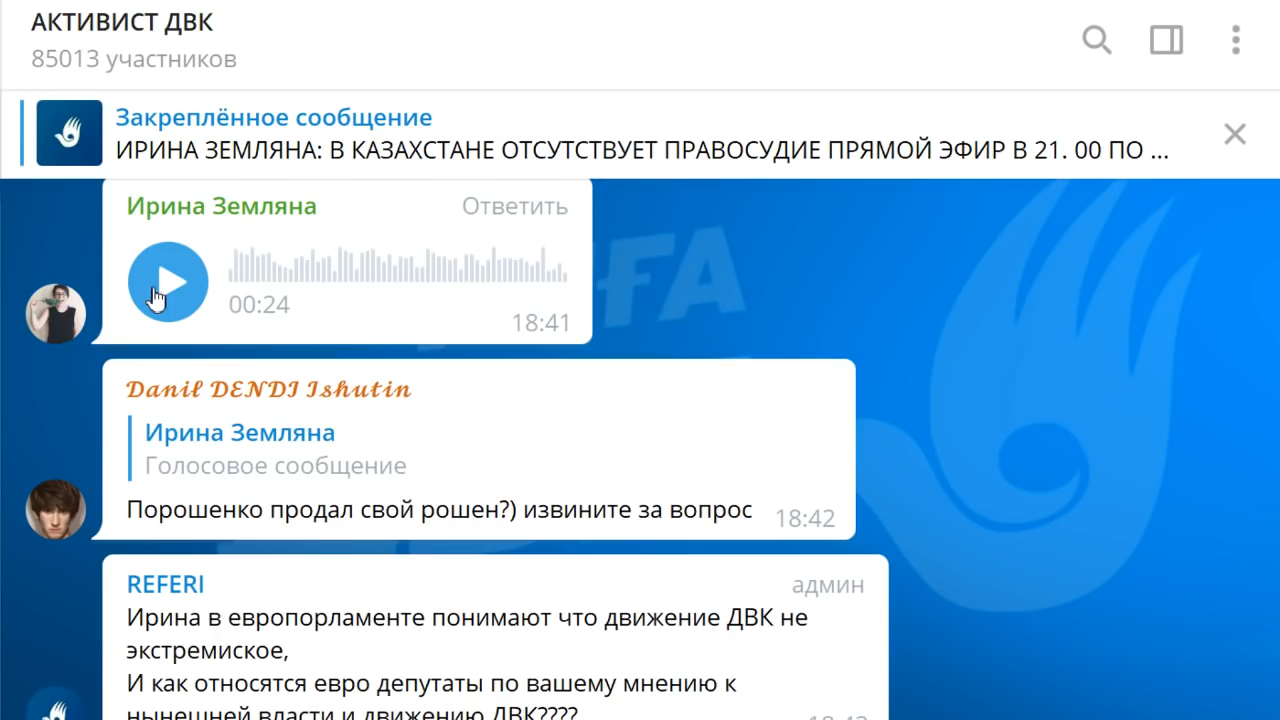 АКТИВИСТ ДВК
85013 участников
Закреплённое сообщение
ИРИНА ЗЕМЛЯНА: В КАЗАХСТАНЕ ОТСУТСТВУЕТ ПРАВОСУДИЕ ПРЯМОЙ ЭФИР В 21. 00 ПО ...
Ирина Земляна
Ответить
00:24
18:41
Danil DENDI Ishutin
Ирина Земляна
Голосовое сообщение
Порошенко продал свой рошен?) извините за вопрос
18:42
REFERI
админ
Ирина в европорламенте понимают что движение ДВК не
экстремиское,
И как относятся евро депутаты по вашему мнению к
нынешней власти и движению ДВК????